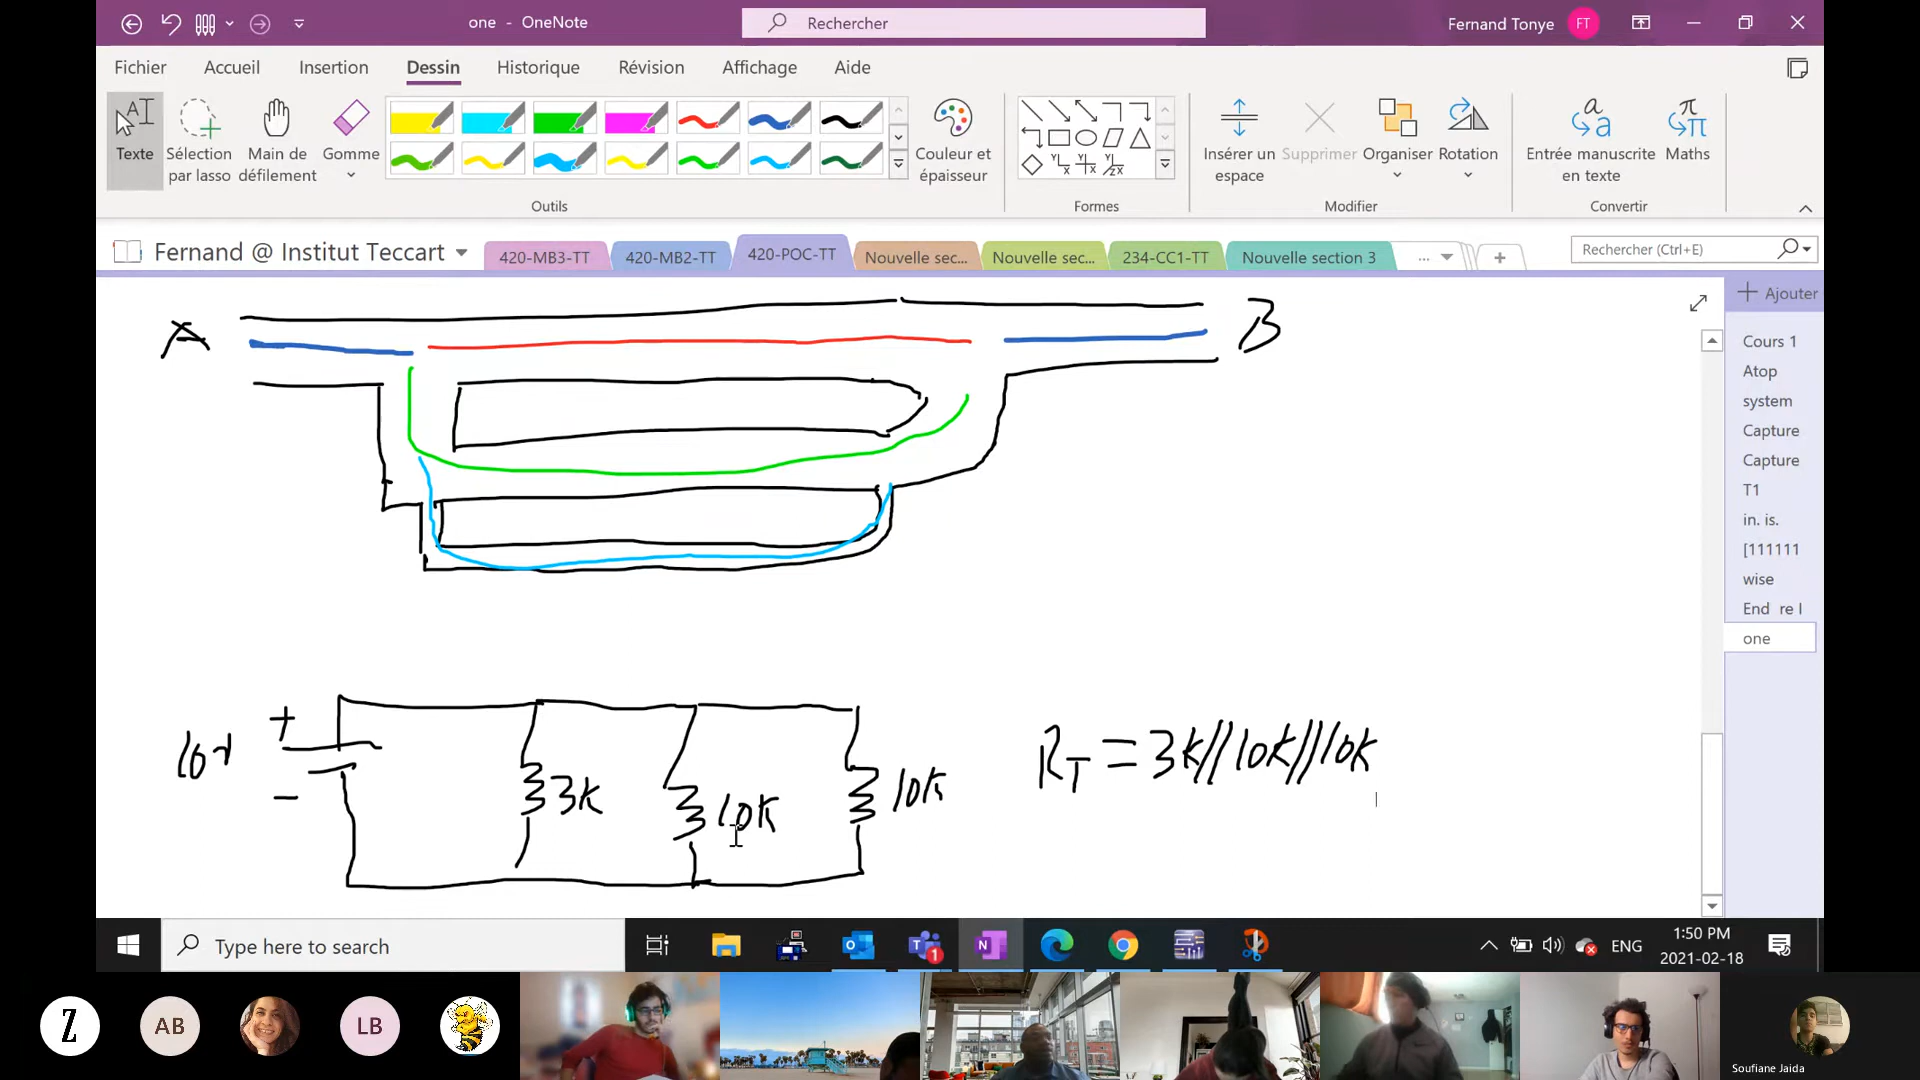 one - OneNote
Rechercher
Fernand Tonye
FT
Fichier
Accueil
Insertion
Dessin
Historique
Révision
Affichage
Aide
Texte
Sélection
par lasso
Main de
défilement
Gomme
Couleur et
épaisseur
Insérer un
espace
Supprimer
Organiser
Rotation
Entrée manuscrite
en texte
Maths
Outils
Formes
Modifier
Convertir
Fernand @ Institut Teccart
420-MB3-TT
420-MB2-TT
420-POC-TT
Nouvelle sec...
Nouvelle sec...
234-CC1-TT
Nouvelle section 3
...
Rechercher (Ctrl+E)
Ajouter
Cours 1
Atop
system
Capture
Capture
T1
in. is.
[111111
wise
End re I
one
A
B
+
-
3k
10k
10k
RT = 3k//10k//10k
Type here to search
1
ENG
1:50 PM
2021-02-18
Z
AB
LB
Soufiane Jaida